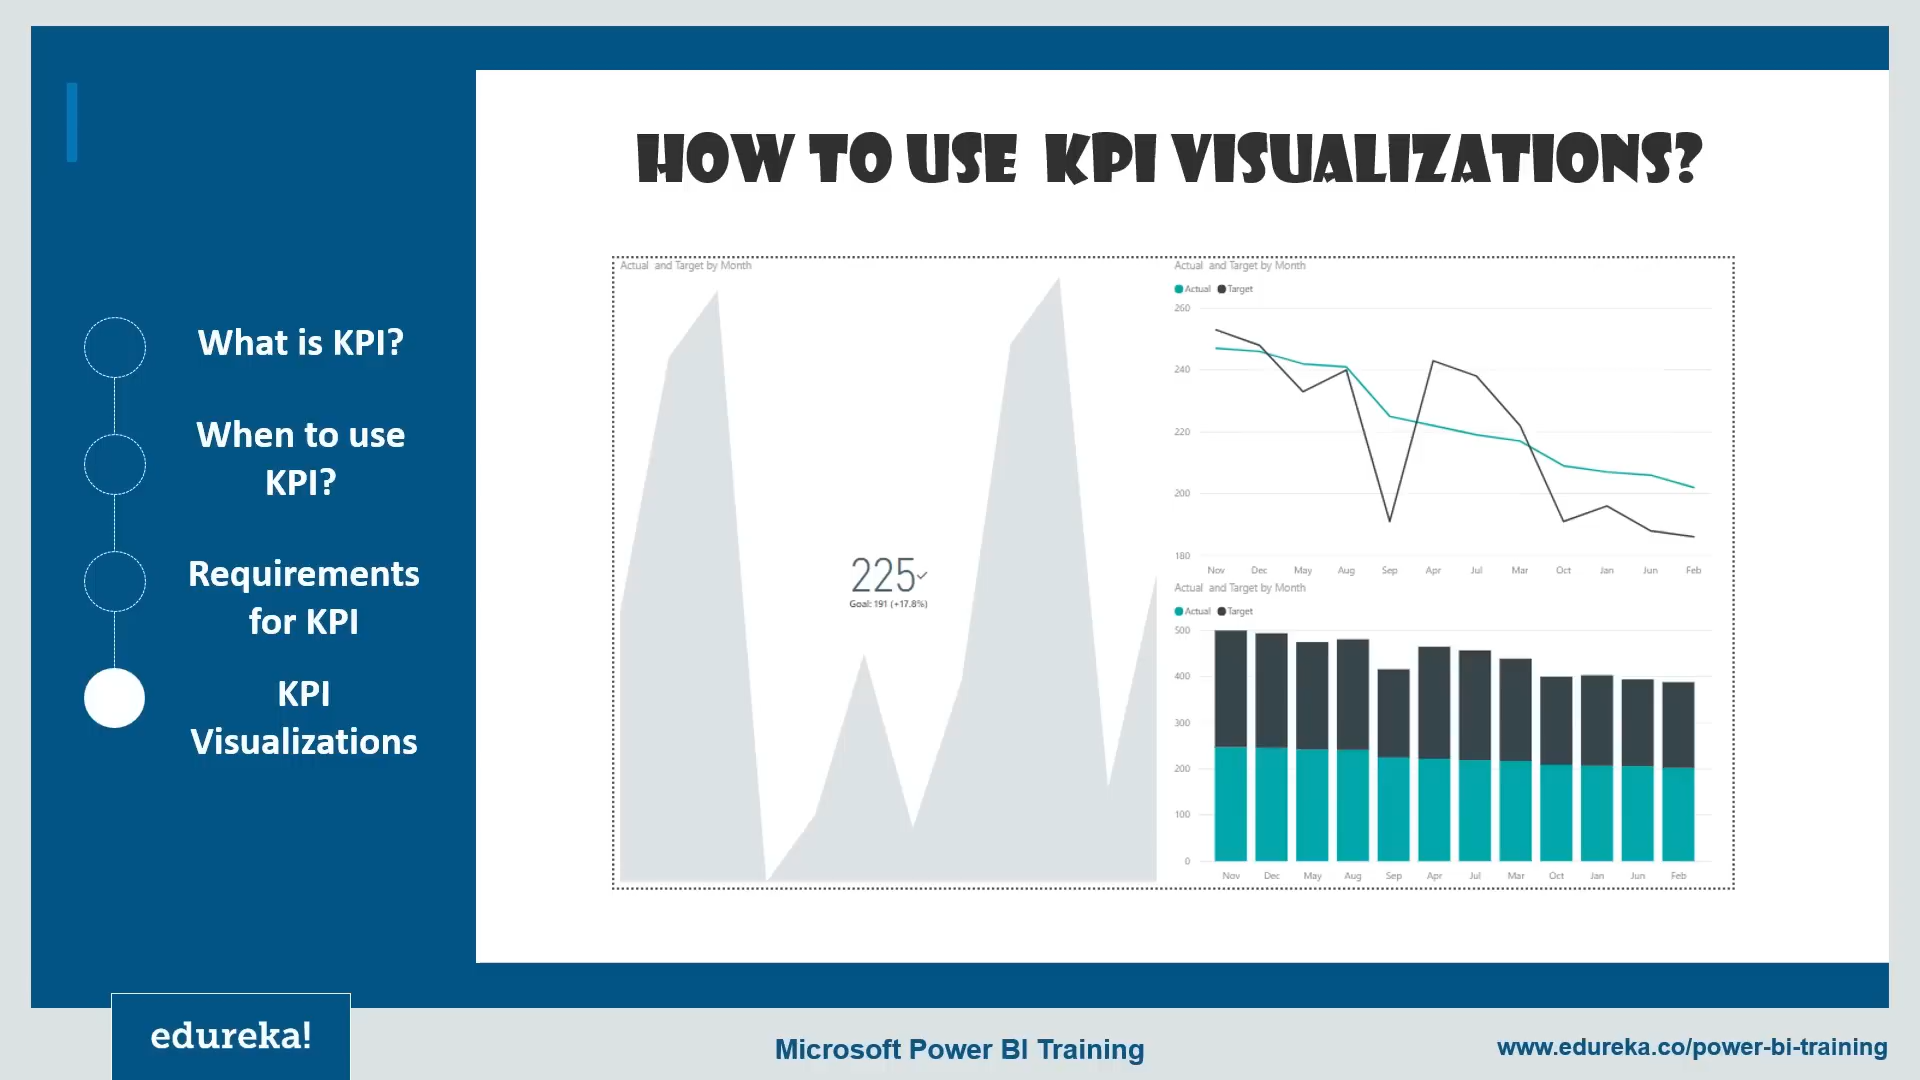 HOW TO USE KPI VISUALIZATIONS?
What is KPI?
When to use
KPI?
Requirements
for KPI
KPI
Visualizations
Actual and Target by Month
225
Goal: 191 (+17.8%)
Actual and Target by Month
Actual Target
260
240
220
200
180
Nov Dec May Aug Sep Apr Jul Mar Oct Jan Jun Feb
Actual and Target by Month
Actual Target
500
400
300
200
100
0
Nov Dec May Aug Sep Apr Jul Mar Oct Jan Jun Feb
edureka!
Microsoft Power BI Training
www.edureka.co/power-bi-training